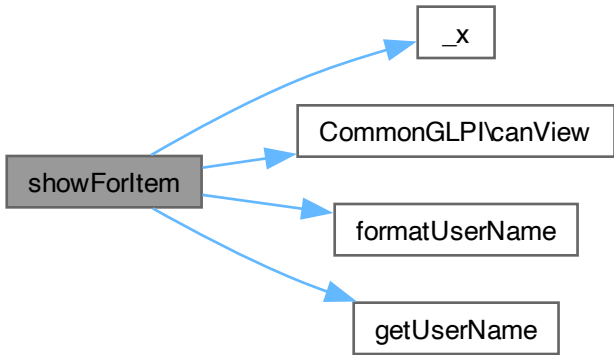 _x
CommonGLPI\canView
showForItem
formatUserName
getUserName